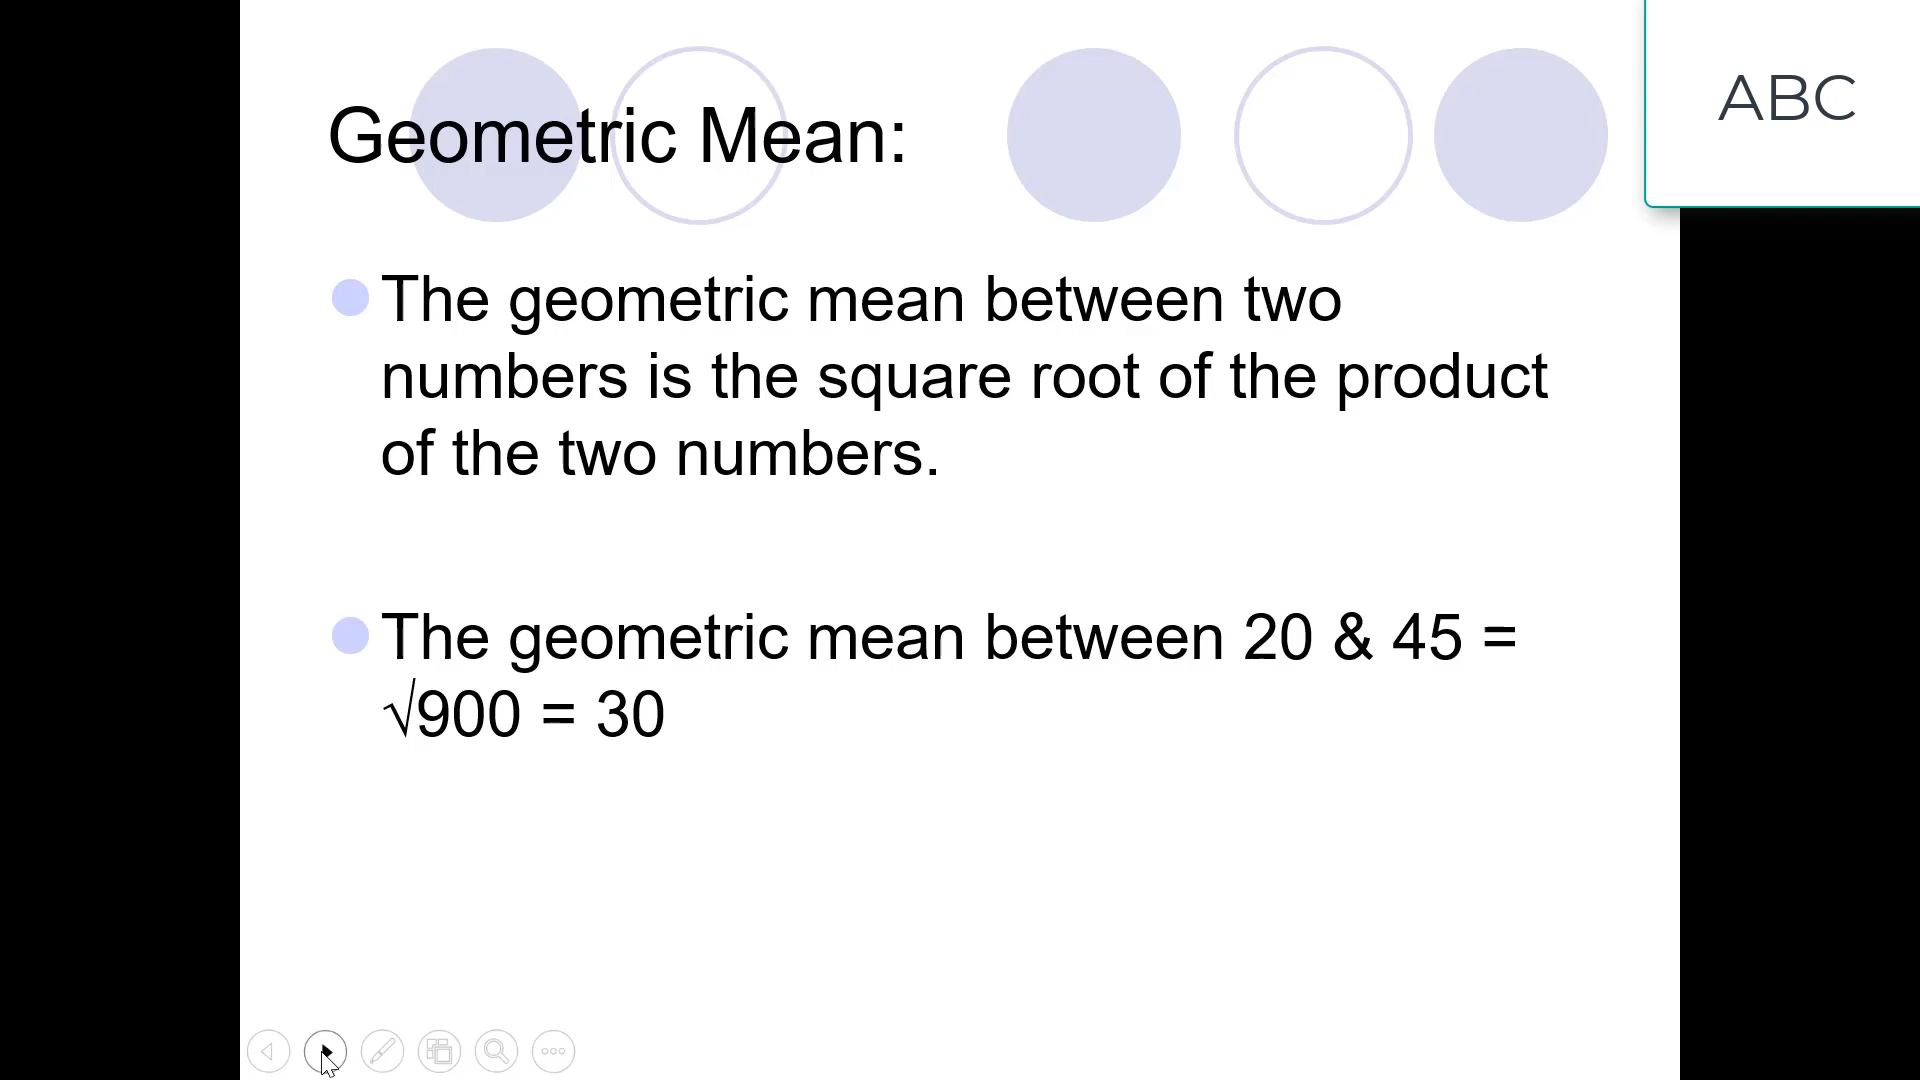 Geometric Mean:
ABC
The geometric mean between two
numbers is the square root of the product
of the two numbers.
The geometric mean between 20 & 45 =
√900 = 30